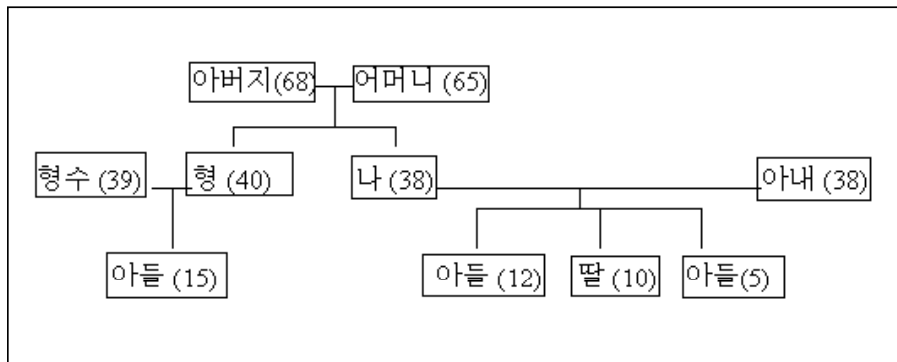 아버지(68) 어머니 (65)
형수 (39) 형 (40) 나 (38) 아내 (38)
아들 (15) 아들 (12) 딸 (10) 아들(5)